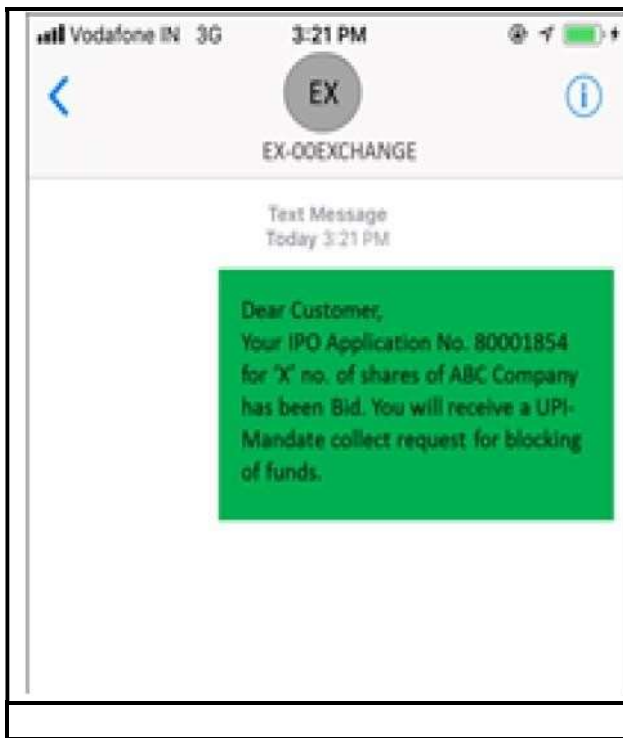 Vodafone IN 3G 3:21 PM
EX
EX-OOEXCHANGE
Text Message
Today 3:21 PM
Dear Customer,
Your IPO Application No. 80001854
for 'X' no. of shares of ABC Company
has been Bid. You will receive a UPI-
Mandate collect request for blocking
of funds.